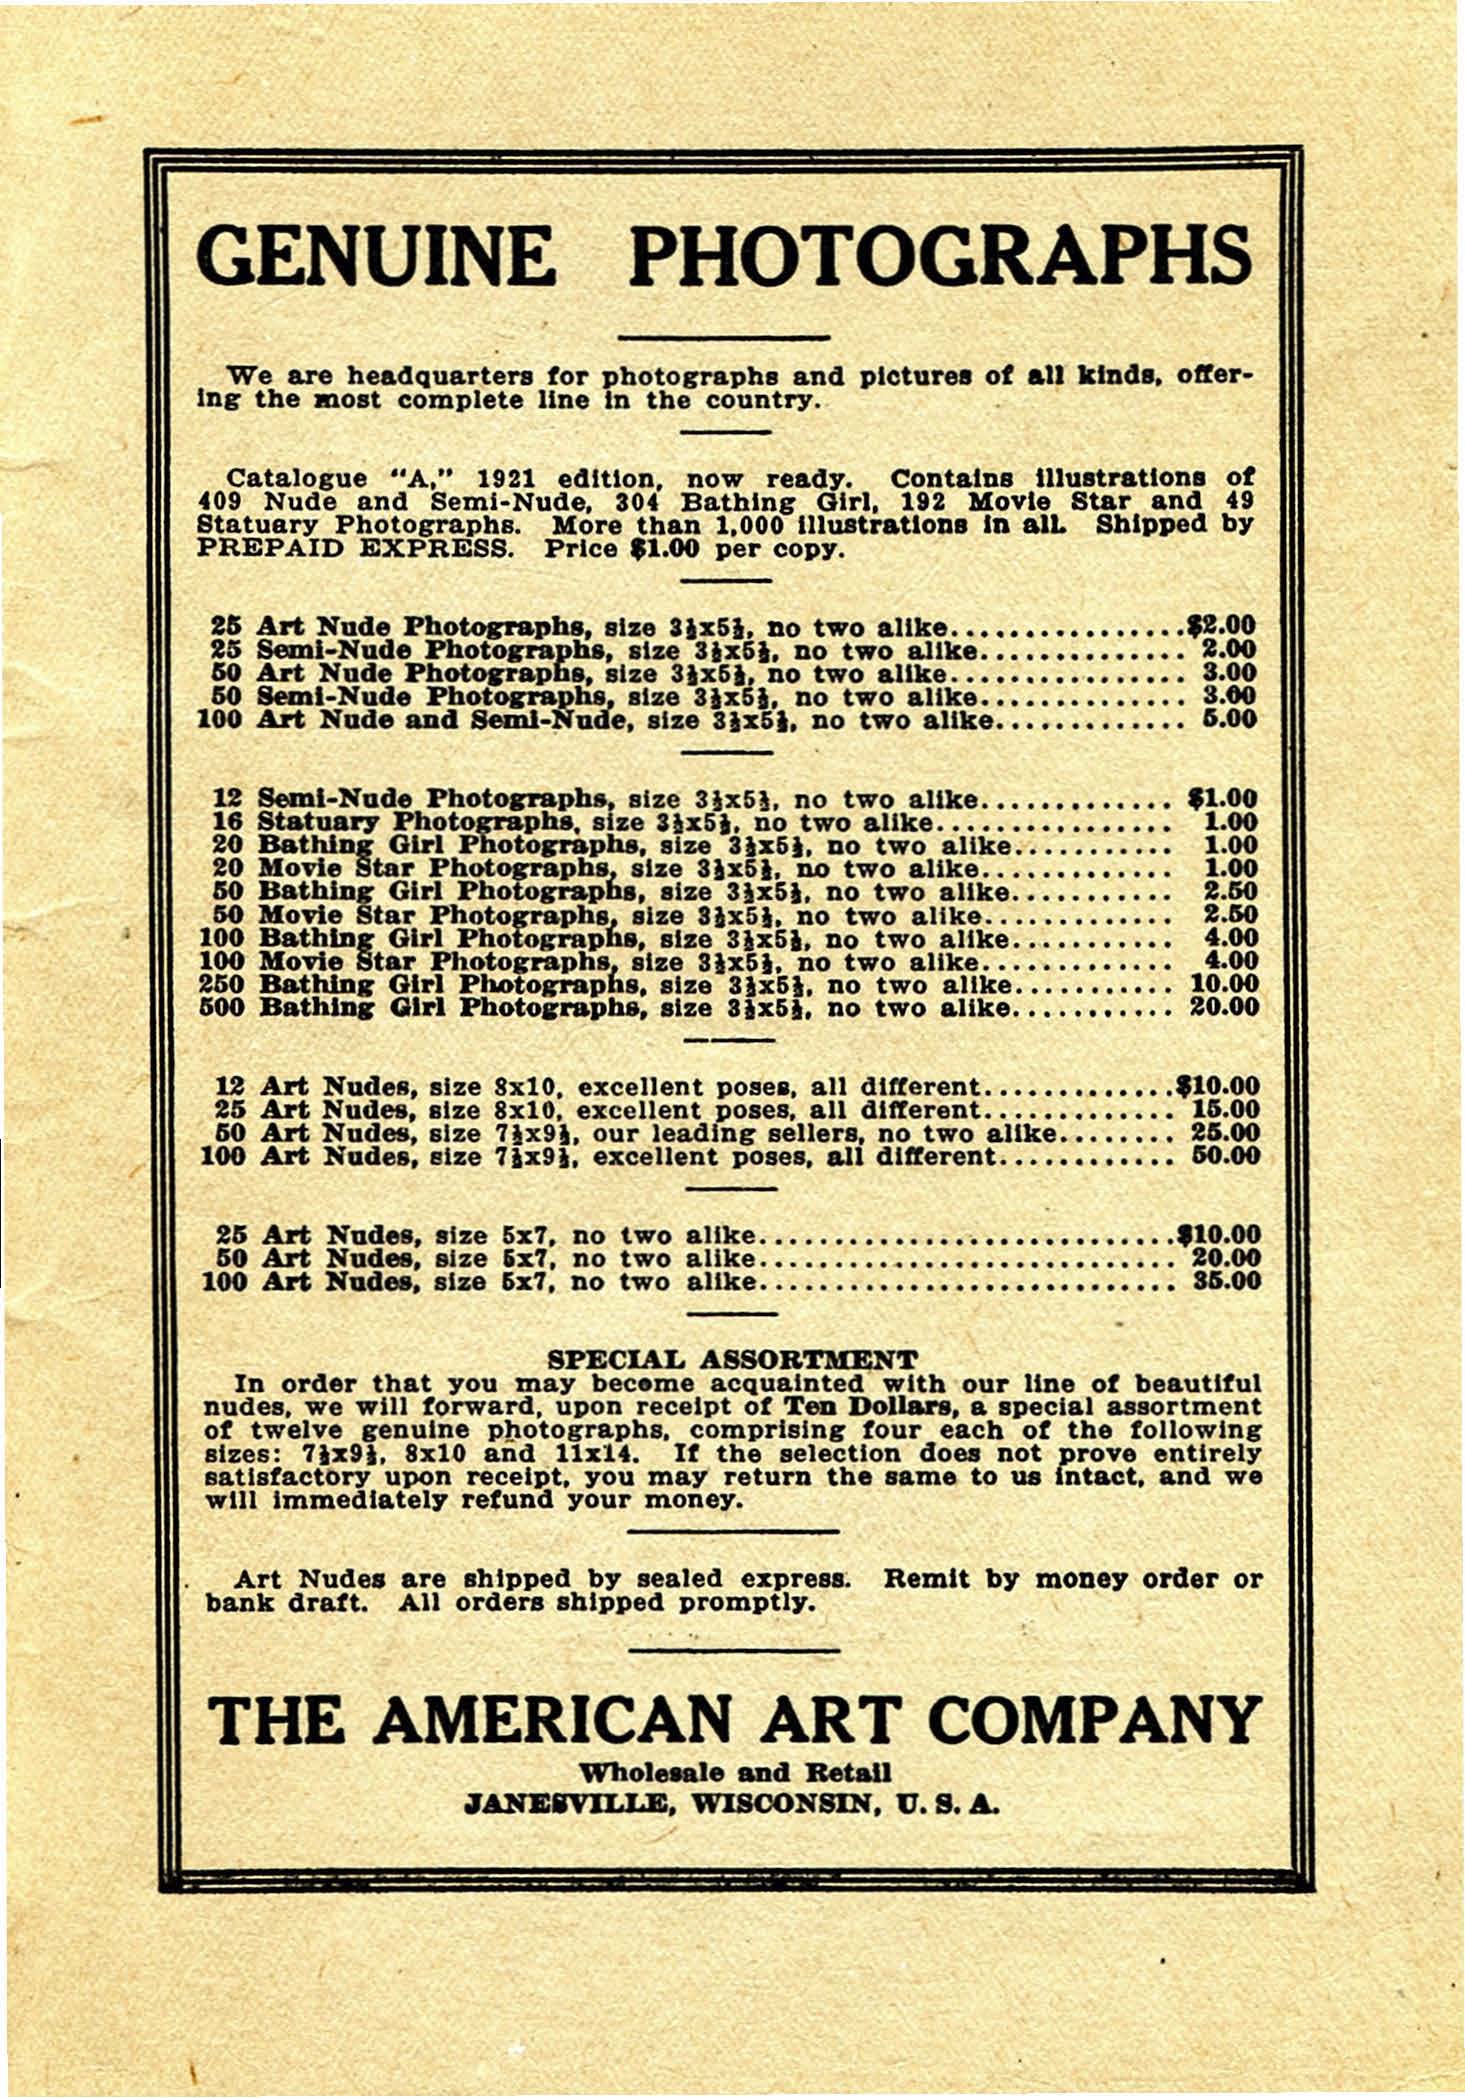 GENUINE PHOTOGRAPHS
We are headquarters for photographs and pictures of all kinds, offer-
ing the most complete line in the country.
Catalogue "A," 1921 edition, now ready. Contains illustrations of
409 Nude and Semi-Nude, 304 Bathing Girl, 192 Movie Star and 49
Statuary Photographs. More than 1,000 illustrations in all. Shipped by
PREPAID EXPRESS. Price $1.00 per copy.
25 Art Nude Photographs, size 3½x5½, no two alike................$2.00
25 Semi-Nude Photographs, size 3½x5½, no two alike.............. 2.00
50 Art Nude Photographs, size 3½x5½, no two alike................ 3.00
50 Semi-Nude Photographs, size 3½x5½, no two alike.............. 3.00
100 Art Nude and Semi-Nude, size 3½x5½, no two alike............. 5.00
12 Semi-Nude Photographs, size 3½x5½, no two alike............. $1.00
16 Statuary Photographs, size 3½x5½, no two alike................ 1.00
20 Bathing Girl Photographs, size 3½x5½, no two alike........... 1.00
20 Movie Star Photographs, size 3½x5½, no two alike............. 1.00
50 Bathing Girl Photographs, size 3½x5½, no two alike........... 2.50
50 Movie Star Photographs, size 3½x5½, no two alike............. 2.50
100 Bathing Girl Photographs, size 3½x5½, no two alike........... 4.00
100 Movie Star Photographs, size 3½x5½, no two alike............. 4.00
250 Bathing Girl Photographs, size 3½x5½, no two alike........... 10.00
500 Bathing Girl Photographs, size 3½x5½, no two alike........... 20.00
12 Art Nudes, size 8x10, excellent poses, all different.............$10.00
25 Art Nudes, size 8x10, excellent poses, all different............. 15.00
50 Art Nudes, size 7½x9½, our leading sellers, no two alike........ 25.00
100 Art Nudes, size 7½x9½, excellent poses, all different............ 50.00
25 Art Nudes, size 5x7, no two alike............................$10.00
50 Art Nudes, size 5x7, no two alike............................ 20.00
100 Art Nudes, size 5x7, no two alike............................ 35.00
SPECIAL ASSORTMENT
In order that you may become acquainted with our line of beautiful
nudes, we will forward, upon receipt of Ten Dollars, a special assortment
of twelve genuine photographs, comprising four each of the following
sizes: 7½x9½, 8x10 and 11x14. If the selection does not prove entirely
satisfactory upon receipt, you may return the same to us intact, and we
will immediately refund your money.
Art Nudes are shipped by sealed express. Remit by money order or
bank draft. All orders shipped promptly.
THE AMERICAN ART COMPANY
Wholesale and Retail
JANESVILLE, WISCONSIN, U. S. A.